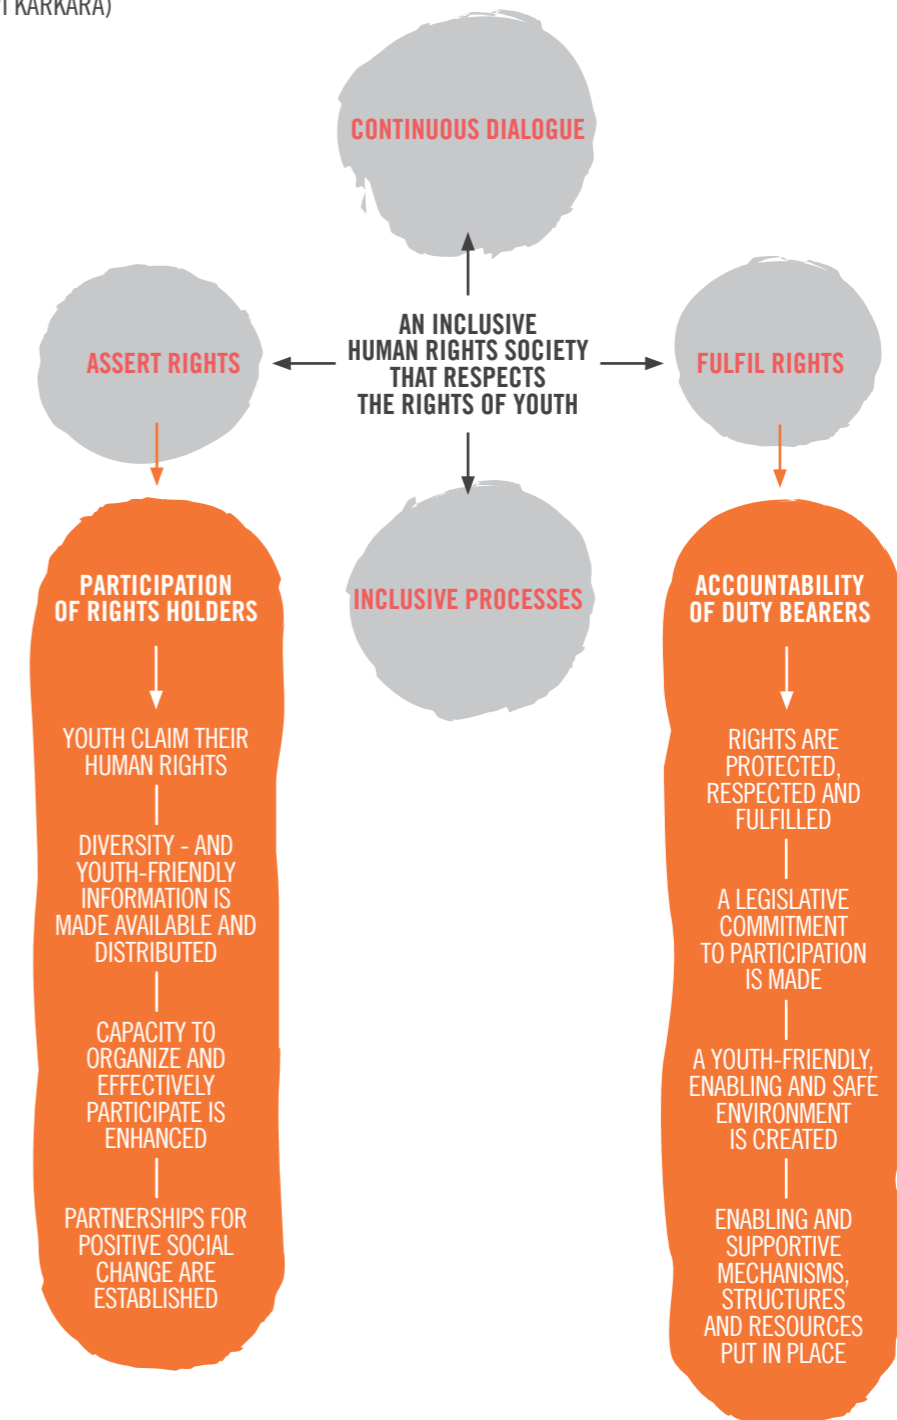 KARKARA)
CONTINUOUS DIALOGUE
AN INCLUSIVE
HUMAN RIGHTS SOCIETY
THAT RESPECTS
THE RIGHTS OF YOUTH
ASSERT RIGHTS
FULFIL RIGHTS
INCLUSIVE PROCESSES
PARTICIPATION
OF RIGHTS HOLDERS
YOUTH CLAIM THEIR
HUMAN RIGHTS
DIVERSITY - AND
YOUTH-FRIENDLY
INFORMATION IS
MADE AVAILABLE AND
DISTRIBUTED
CAPACITY TO
ORGANIZE AND
EFFECTIVELY
PARTICIPATE IS
ENHANCED
PARTNERSHIPS FOR
POSITIVE SOCIAL
CHANGE ARE
ESTABLISHED
ACCOUNTABILITY
OF DUTY BEARERS
RIGHTS ARE
PROTECTED,
RESPECTED AND
FULFILLED
A LEGISLATIVE
COMMITMENT
TO PARTICIPATION
IS MADE
A YOUTH-FRIENDLY,
ENABLING AND SAFE
ENVIRONMENT
IS CREATED
ENABLING AND
SUPPORTIVE
MECHANISMS,
STRUCTURES
AND RESOURCES
PUT IN PLACE